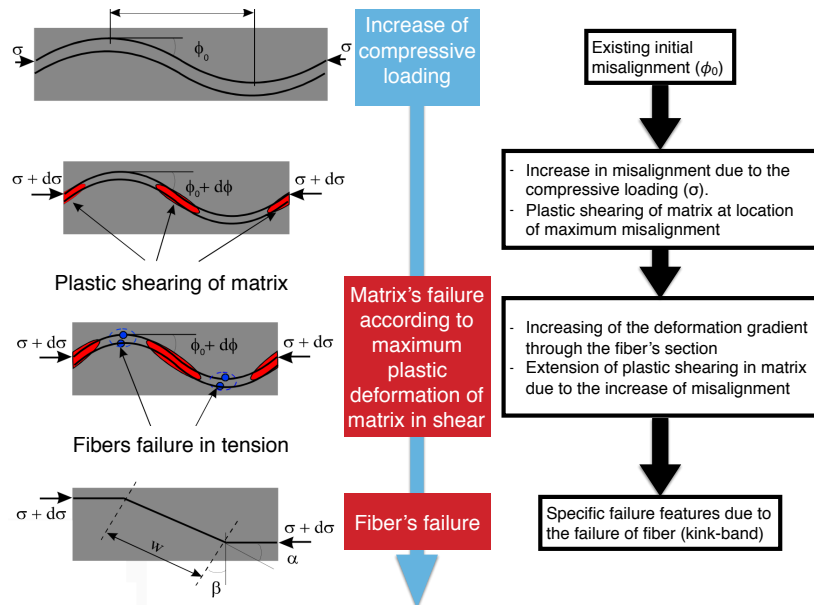 σ
ϕ0
σ
σ + dσ
ϕ0+ dϕ
σ + dσ
Plastic shearing of matrix
σ + dσ
ϕ0+ dϕ
σ + dσ
Fibers failure in tension
σ + dσ
w
β
σ + dσ
α
Increase of
compressive
loading
Matrix's failure
according to
maximum
plastic
deformation of
matrix in shear
Fiber's failure
Existing initial
misalignment (ϕ0)
- Increase in misalignment due to the
compressive loading (σ).
- Plastic shearing of matrix at location
of maximum misalignment
- Increasing of the deformation gradient
through the fiber's section
- Extension of plastic shearing in matrix
due to the increase of misalignment
Specific failure features due to
the failure of fiber (kink-band)